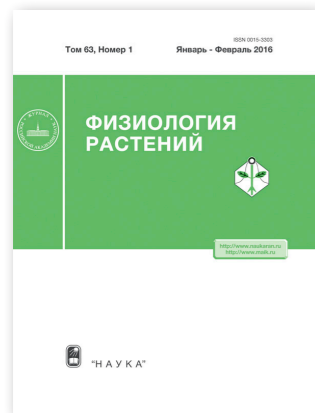 ISSN 0015-3303
Том 63, Номер 1
Январь - Февраль 2016
ФИЗИОЛОГИЯ
РАСТЕНИЙ
http://www.naukaran.ru
http://www.maik.ru
"НАУКА"